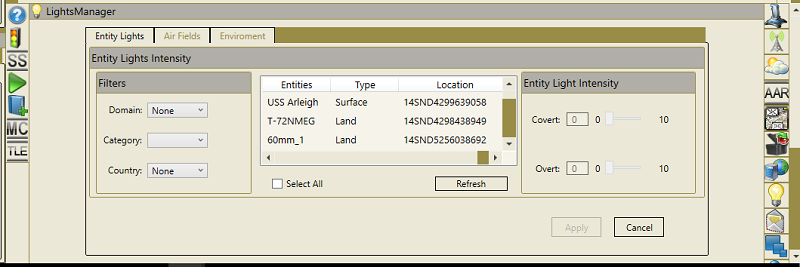 LightsManager
Entity Lights Air Fields Enviroment
Entity Lights Intensity
Filters
Domain: None
Category:
Country: None
Entities Type Location
USS Arleigh Surface 14SND4299639058
T-72NMEG Land 14SND4298438949
60mm_1 Land 14SND5256038692
Select All Refresh
Entity Light Intensity
Covert: 0 0 10
Overt: 0 0 10
Apply Cancel
SS
MC
TLE
AAR